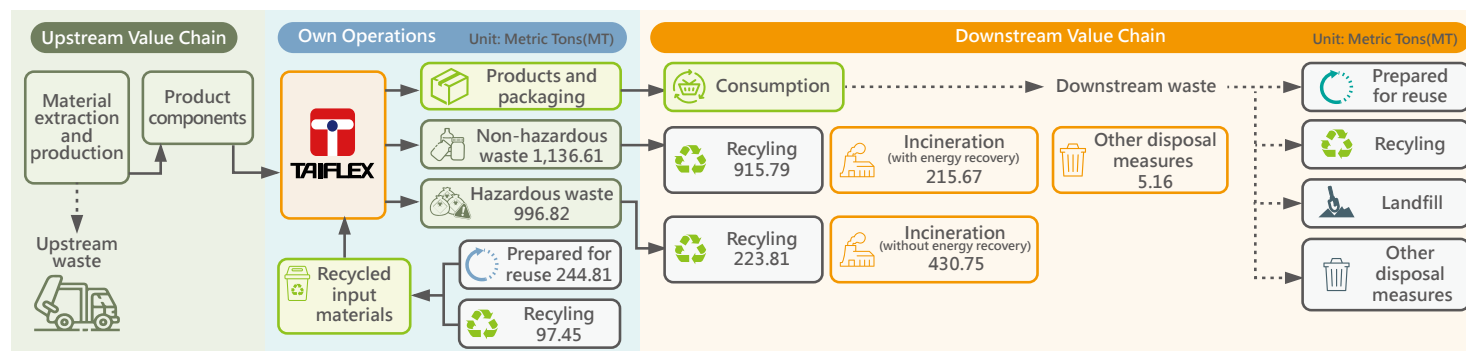 Upstream Value Chain
Material
extraction
and
production
Product
components
Upstream
waste
Own Operations
Unit: Metric Tons(MT)
TAIFLEX
Products and
packaging
Non-hazardous
waste 1,136.61
Hazardous waste
996.82
Prepared for
reuse 244.81
Recyling
97.45
Recycled
input
materials
Downstream Value Chain
Unit: Metric Tons(MT)
Consumption
Downstream waste
Recyling
915.79
Incineration
(with energy recovery)
215.67
Other disposal
measures
5.16
Recyling
223.81
Incineration
(without energy recovery)
430.75
Prepared
for reuse
Recyling
Landfill
Other
disposal
measures